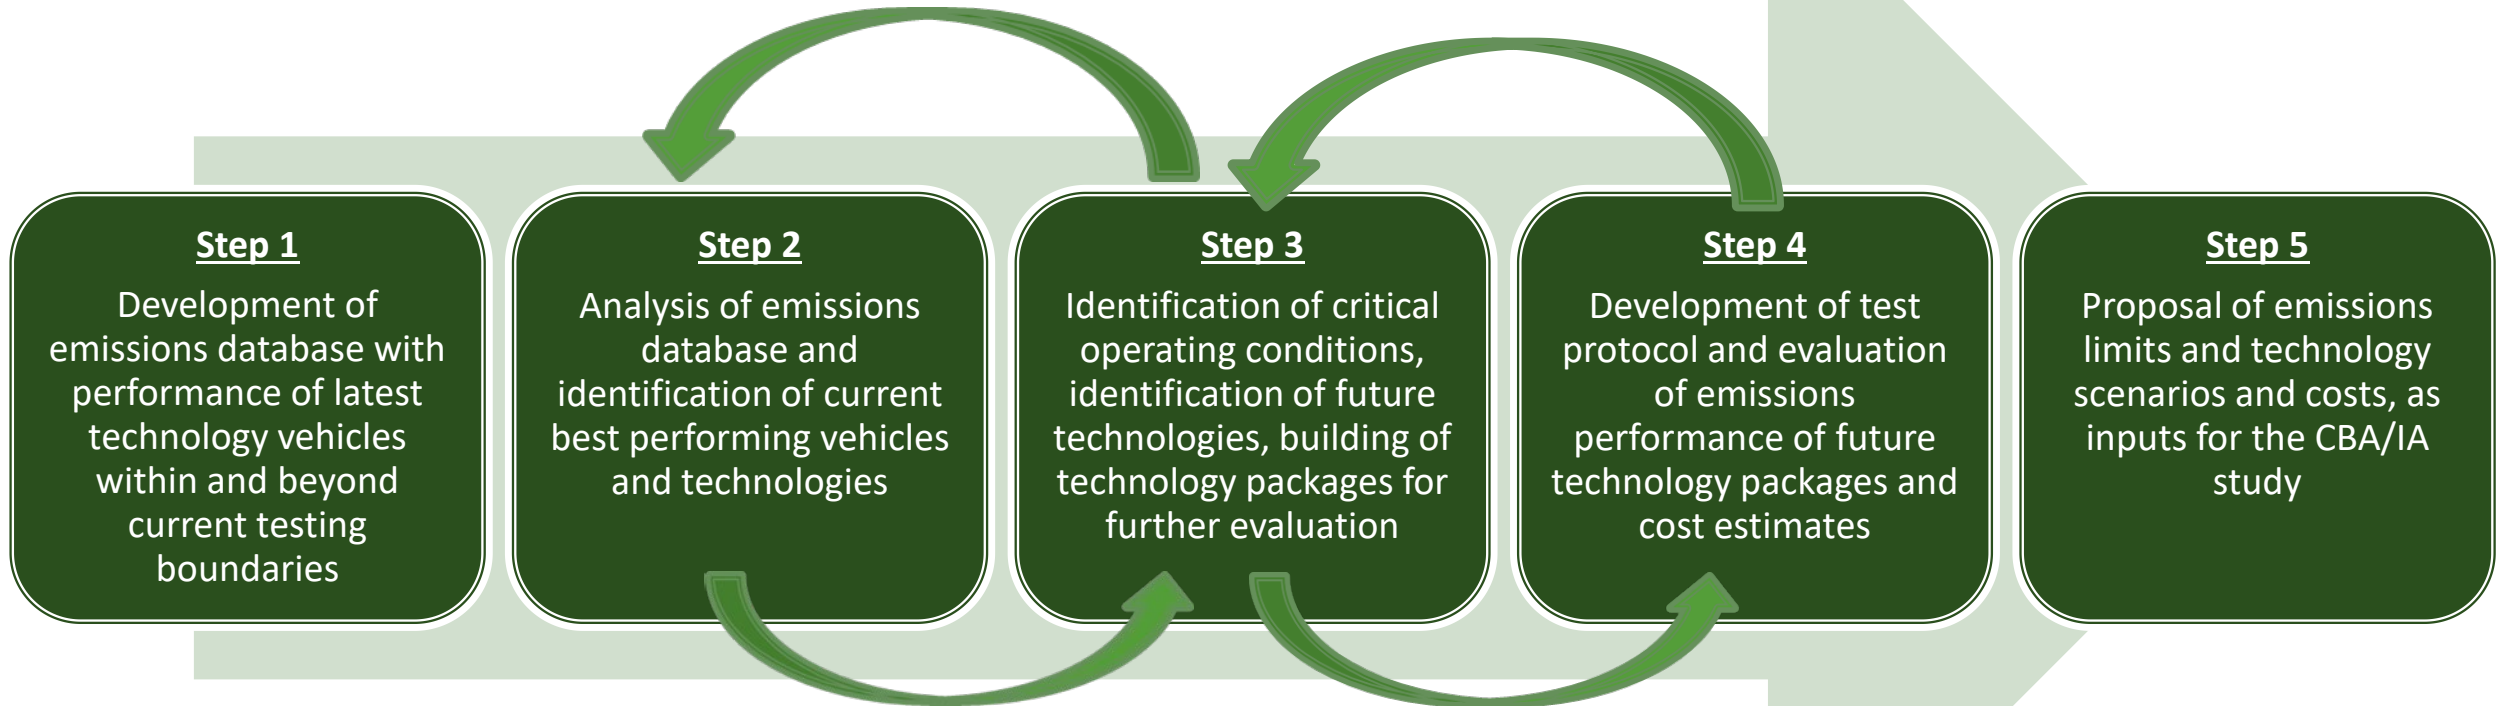 Step 1
Development of
emissions database with
performance of latest
technology vehicles
within and beyond
current testing
boundaries
Step 2
Analysis of emissions
database and
identification of current
best performing vehicles
and technologies
Step 3
Identification of critical
operating conditions,
identification of future
technologies, building of
technology packages for
further evaluation
Step 4
Development of test
protocol and evaluation
of emissions
performance of future
technology packages and
cost estimates
Step 5
Proposal of emissions
limits and technology
scenarios and costs, as
inputs for the CBA/IA
study